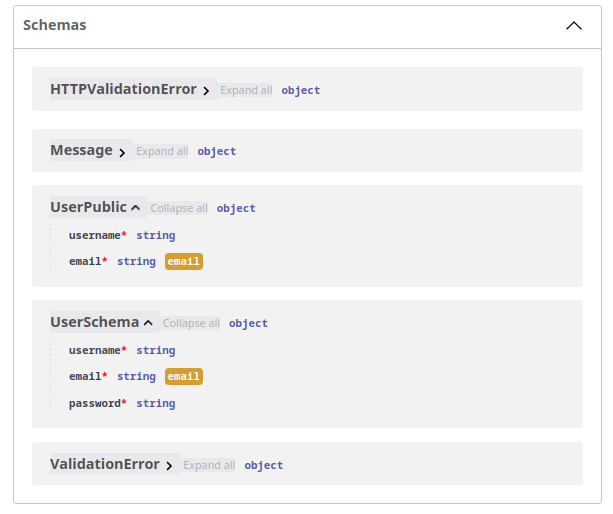 Schemas
HTTPValidationError Expand all object
Message Expand all object
UserPublic Collapse all object
username* string
email* string email
UserSchema Collapse all object
username* string
email* string email
password* string
ValidationError Expand all object